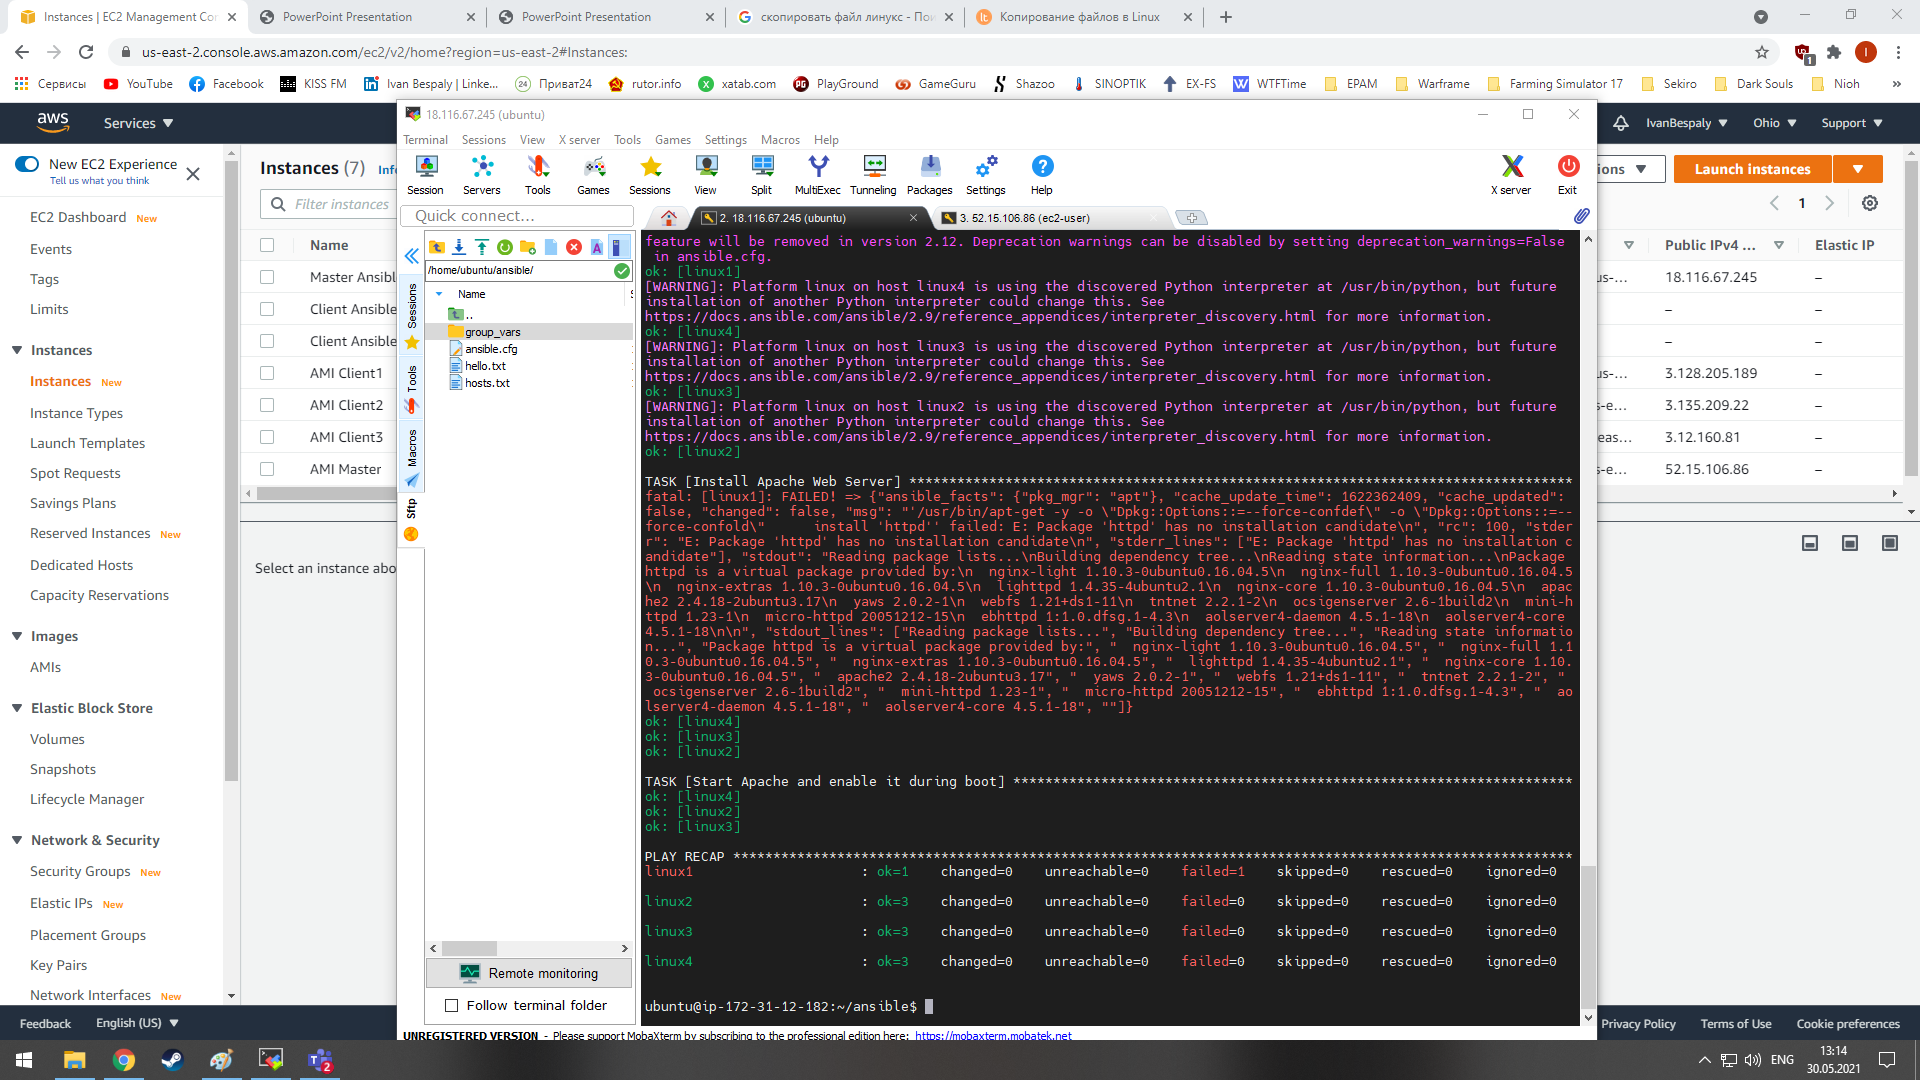 Instances | EC2 Management Con
PowerPoint Presentation
PowerPoint Presentation
скопировать файл линукс - Пои
Копирование файлов в Linux
us-east-2.console.aws.amazon.com/ec2/v2/home?region=us-east-2#Instances:
1
I
Сервисы YouTube Facebook KISS FM Ivan Bespaly | Linke... Приват24 rutor.info xatab.com PlayGround GameGuru Shazoo SINOPTIK EX-FS WTFTime EPAM Warframe Farming Simulator 17 Sekiro Dark Souls Nioh
aws Services
IvanBespaly Ohio Support
New EC2 Experience
Tell us what you think
EC2 Dashboard New
Events
Tags
Limits
Instances
Instances New
Instance Types
Launch Templates
Spot Requests
Savings Plans
Reserved Instances New
Dedicated Hosts
Capacity Reservations
Images
AMIs
Elastic Block Store
Volumes
Snapshots
Lifecycle Manager
Network & Security
Security Groups New
Elastic IPs New
Placement Groups
Key Pairs
Network Interfaces New
Feedback English (US)
Instances (7) Info
Filter instances
Name
Master Ansible
Client Ansible
Client Ansible
AMI Client1
AMI Client2
AMI Client3
AMI Master
Select an instance abo
18.116.67.245 (ubuntu)
Terminal Sessions View X server Tools Games Settings Macros Help
Session Servers Tools Games Sessions View Split MultiExec Tunneling Packages Settings Help X server Exit
Quick connect...
2. 18.116.67.245 (ubuntu)
3. 52.15.106.86 (ec2-user)
Sessions
Tools
Macros
Sftp
/home/ubuntu/ansible/
Name
..
group_vars
ansible.cfg
hello.txt
hosts.txt
Remote monitoring
Follow terminal folder
feature will be removed in version 2.12. Deprecation warnings can be disabled by setting deprecation_warnings=False
in ansible.cfg.
ok: [linux1]
[WARNING]: Platform linux on host linux4 is using the discovered Python interpreter at /usr/bin/python, but future
installation of another Python interpreter could change this. See
https://docs.ansible.com/ansible/2.9/reference_appendices/interpreter_discovery.html for more information.
ok: [linux4]
[WARNING]: Platform linux on host linux3 is using the discovered Python interpreter at /usr/bin/python, but future
installation of another Python interpreter could change this. See
https://docs.ansible.com/ansible/2.9/reference_appendices/interpreter_discovery.html for more information.
ok: [linux3]
[WARNING]: Platform linux on host linux2 is using the discovered Python interpreter at /usr/bin/python, but future
installation of another Python interpreter could change this. See
https://docs.ansible.com/ansible/2.9/reference_appendices/interpreter_discovery.html for more information.
ok: [linux2]
TASK [Install Apache Web Server] ***********************************************************************************
fatal: [linux1]: FAILED! => {"ansible_facts": {"pkg_mgr": "apt"}, "cache_update_time": 1622362409, "cache_updated":
false, "changed": false, "msg": "'/usr/bin/apt-get -y -o \"Dpkg::Options::=--force-confdef\" -o \"Dpkg::Options::=--
force-confold\"      install 'httpd'' failed: E: Package 'httpd' has no installation candidate\n", "rc": 100, "stder
r": "E: Package 'httpd' has no installation candidate\n", "stderr_lines": ["E: Package 'httpd' has no installation c
andidate"], "stdout": "Reading package lists...\nBuilding dependency tree...\nReading state information...\nPackage
httpd is a virtual package provided by:\n  nginx-light 1.10.3-0ubuntu0.16.04.5\n  nginx-full 1.10.3-0ubuntu0.16.04.5
\n  nginx-extras 1.10.3-0ubuntu0.16.04.5\n  lighttpd 1.4.35-4ubuntu2.1\n  nginx-core 1.10.3-0ubuntu0.16.04.5\n  apac
he2 2.4.18-2ubuntu3.17\n  yaws 2.0.2-1\n  webfs 1.21+ds1-11\n  tntnet 2.2.1-2\n  ocsigenserver 2.6-1build2\n  mini-h
ttpd 1.23-1\n  micro-httpd 20051212-15\n  ebhttpd 1:1.0.dfsg.1-4.3\n  aolserver4-daemon 4.5.1-18\n  aolserver4-core
4.5.1-18\n\n", "stdout_lines": ["Reading package lists...", "Building dependency tree...", "Reading state informatio
n...", "Package httpd is a virtual package provided by:", "  nginx-light 1.10.3-0ubuntu0.16.04.5", "  nginx-full 1.1
0.3-0ubuntu0.16.04.5", "  nginx-extras 1.10.3-0ubuntu0.16.04.5", "  lighttpd 1.4.35-4ubuntu2.1", "  nginx-core 1.10.
3-0ubuntu0.16.04.5", "  apache2 2.4.18-2ubuntu3.17", "  yaws 2.0.2-1", "  webfs 1.21+ds1-11", "  tntnet 2.2.1-2", "
ocsigenserver 2.6-1build2", "  mini-httpd 1.23-1", "  micro-httpd 20051212-15", "  ebhttpd 1:1.0.dfsg.1-4.3", "  ao
lserver4-daemon 4.5.1-18", "  aolserver4-core 4.5.1-18", ""]}
ok: [linux4]
ok: [linux3]
ok: [linux2]
TASK [Start Apache and enable it during boot] **********************************************************************
ok: [linux4]
ok: [linux2]
ok: [linux3]
PLAY RECAP *********************************************************************************************************
linux1 : ok=1 changed=0 unreachable=0 failed=1 skipped=0 rescued=0 ignored=0
linux2 : ok=3 changed=0 unreachable=0 failed=0 skipped=0 rescued=0 ignored=0
linux3 : ok=3 changed=0 unreachable=0 failed=0 skipped=0 rescued=0 ignored=0
linux4 : ok=3 changed=0 unreachable=0 failed=0 skipped=0 rescued=0 ignored=0
ubuntu@ip-172-31-12-182:~/ansible$
UNREGISTERED VERSION - Please support MobaXterm by subscribing to the professional edition here: https://mobaxterm.mobatek.net
ions
Launch instances
1
Public IPv4 ... Elastic IP
us-... 18.116.67.245 –
– –
– –
us-... 3.128.205.189 –
s-e... 3.135.209.22 –
eas... 3.12.160.81 –
s-e... 52.15.106.86 –
Privacy Policy Terms of Use Cookie preferences
2
ENG
13:14
30.05.2021